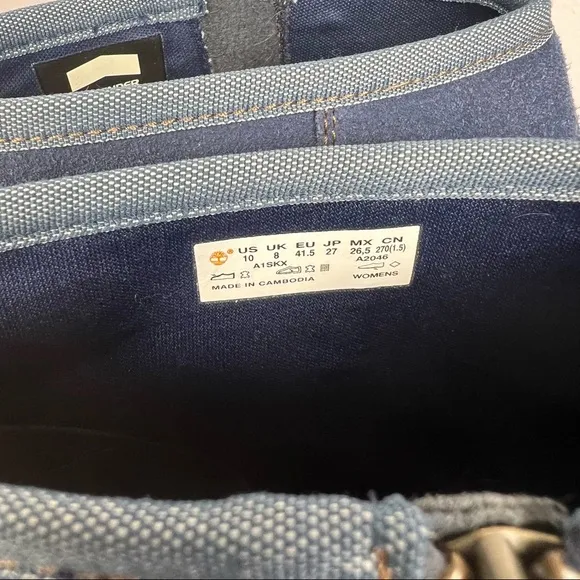 US UK EU JP MX CN
10 8 41.5 27 26,5 270(1.5)
A1SKX A2046
MADE IN CAMBODIA WOMENS